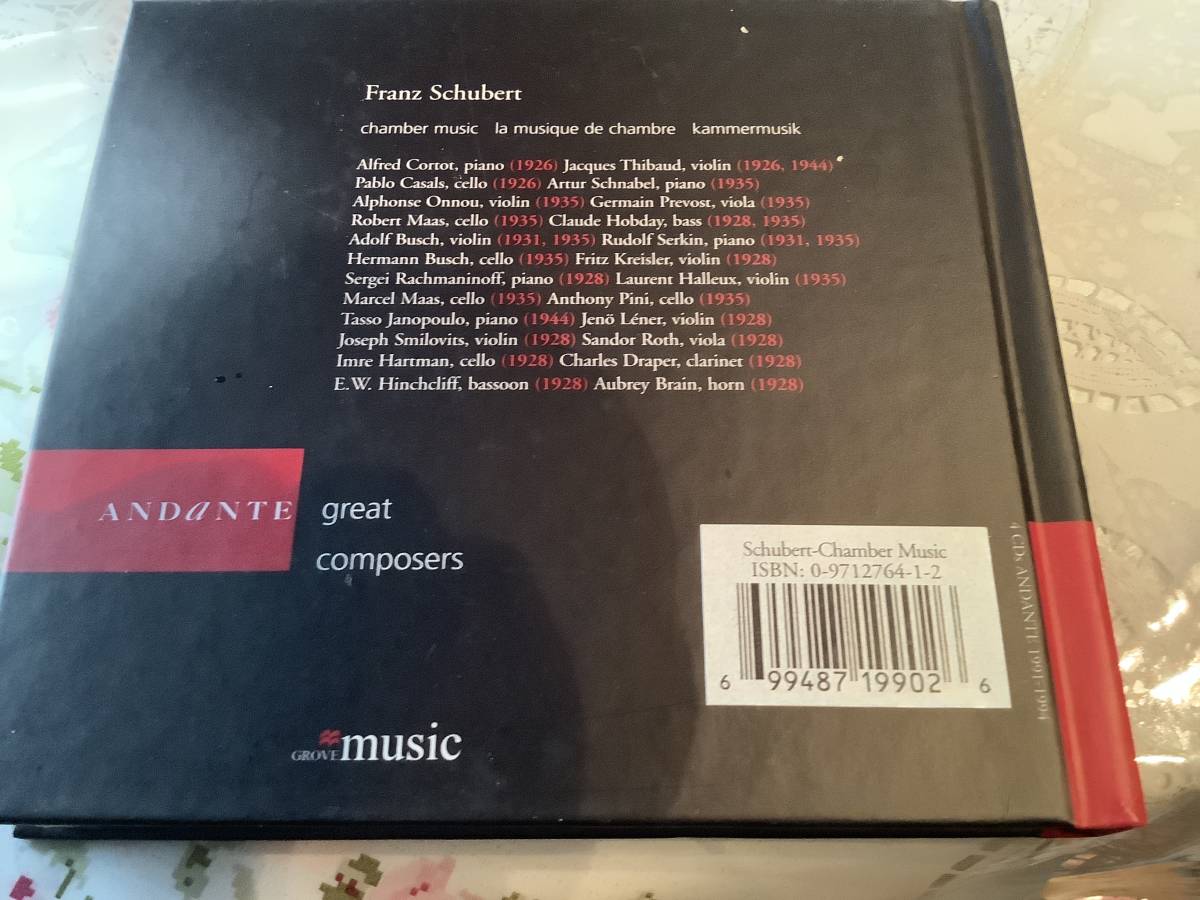 Franz Schubert
chamber music la musique de chambre kammermusik
Alfred Cortot, piano (1926) Jacques Thibaud, violin (1926, 1944)
Pablo Casals, cello (1926) Artur Schnabel, piano (1935)
Alphonse Onnou, violin (1935) Germain Prevost, viola (1935)
Robert Maas, cello (1935) Claude Hobday, bass (1928, 1935)
Adolf Busch, violin (1931, 1935) Rudolf Serkin, piano (1931, 1935)
Hermann Busch, cello (1935) Fritz Kreisler, violin (1928)
Sergei Rachmaninoff, piano (1928) Laurent Halleux, violin (1935)
Marcel Maas, cello (1935) Anthony Pini, cello (1935)
Tasso Janopoulo, piano (1944) Jenö Léner, violin (1928)
Joseph Smilovits, violin (1928) Sandor Roth, viola (1928)
Imre Hartman, cello (1928) Charles Draper, clarinet (1928)
E.W. Hinchcliff, bassoon (1928) Aubrey Brain, horn (1928)
ANDaNTE
great
composers
Schubert-Chamber Music
ISBN: 0-9712764-1-2
6 99487 19902 6
GROVEmusic
4 CDs ANDANTE 1991-1994